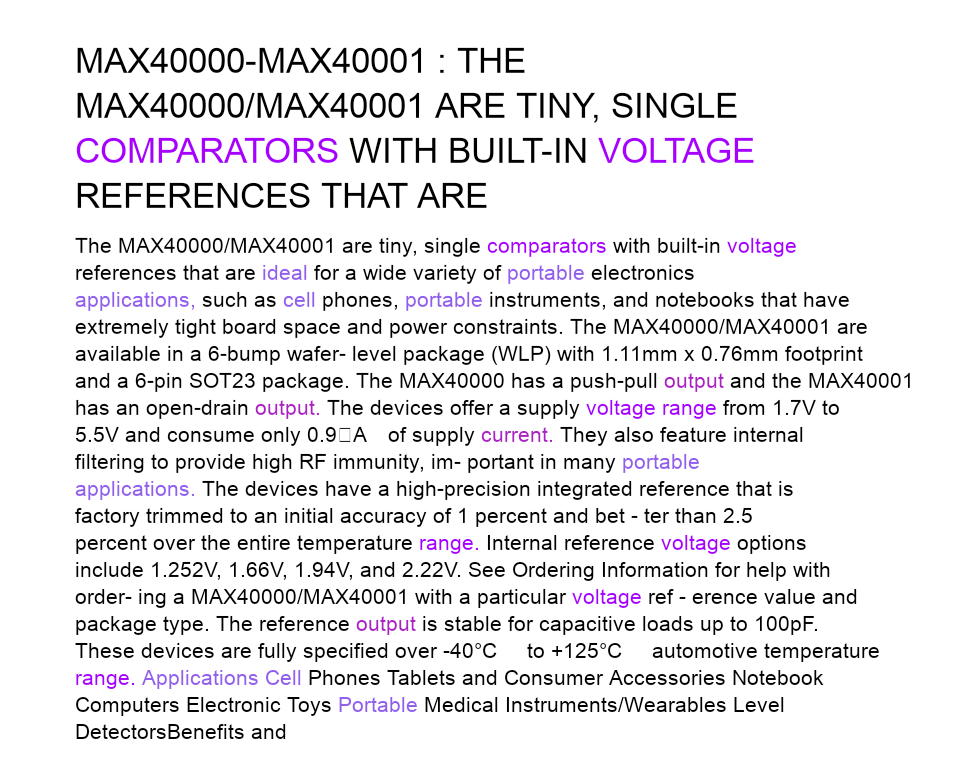 MAX40000-MAX40001 : THE
MAX40000/MAX40001 ARE TINY, SINGLE
COMPARATORS WITH BUILT-IN VOLTAGE
REFERENCES THAT ARE
The MAX40000/MAX40001 are tiny, single comparators with built-in voltage
references that are ideal for a wide variety of portable electronics
applications, such as cell phones, portable instruments, and notebooks that have
extremely tight board space and power constraints. The MAX40000/MAX40001 are
available in a 6-bump wafer- level package (WLP) with 1.11mm x 0.76mm footprint
and a 6-pin SOT23 package. The MAX40000 has a push-pull output and the MAX40001
has an open-drain output. The devices offer a supply voltage range from 1.7V to
5.5V and consume only 0.9□A of supply current. They also feature internal
filtering to provide high RF immunity, im- portant in many portable
applications. The devices have a high-precision integrated reference that is
factory trimmed to an initial accuracy of 1 percent and bet - ter than 2.5
percent over the entire temperature range. Internal reference voltage options
include 1.252V, 1.66V, 1.94V, and 2.22V. See Ordering Information for help with
order- ing a MAX40000/MAX40001 with a particular voltage ref - erence value and
package type. The reference output is stable for capacitive loads up to 100pF.
These devices are fully specified over -40°C to +125°C automotive temperature
range. Applications Cell Phones Tablets and Consumer Accessories Notebook
Computers Electronic Toys Portable Medical Instruments/Wearables Level
DetectorsBenefits and